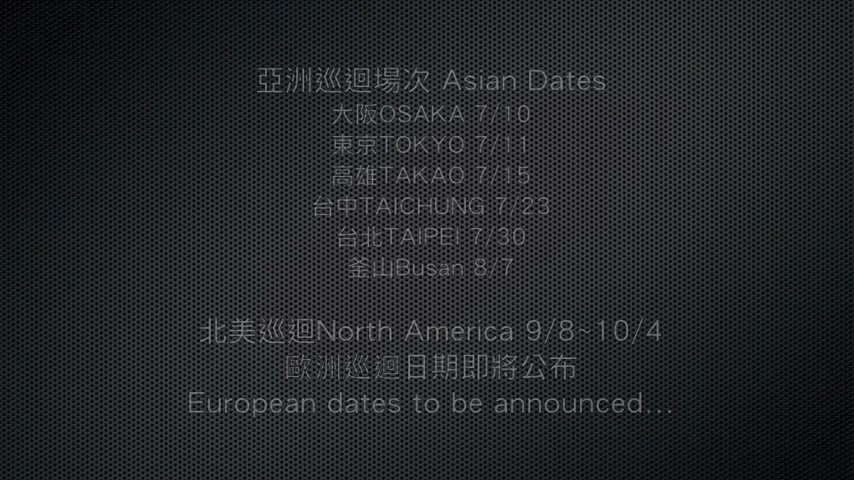 亞洲巡迴場次 Asian Dates
大阪OSAKA 7/10
東京TOKYO 7/11
高雄TAKAO 7/15
台中TAICHUNG 7/23
台北TAIPEI 7/30
釜山Busan 8/7
北美巡迴North America 9/8~10/4
歐洲巡迴日期即將公布
European dates to be announced...